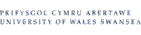 PRIFYSGOL CYMRU ABERTAWE
UNIVERSITY OF WALES SWANSEA